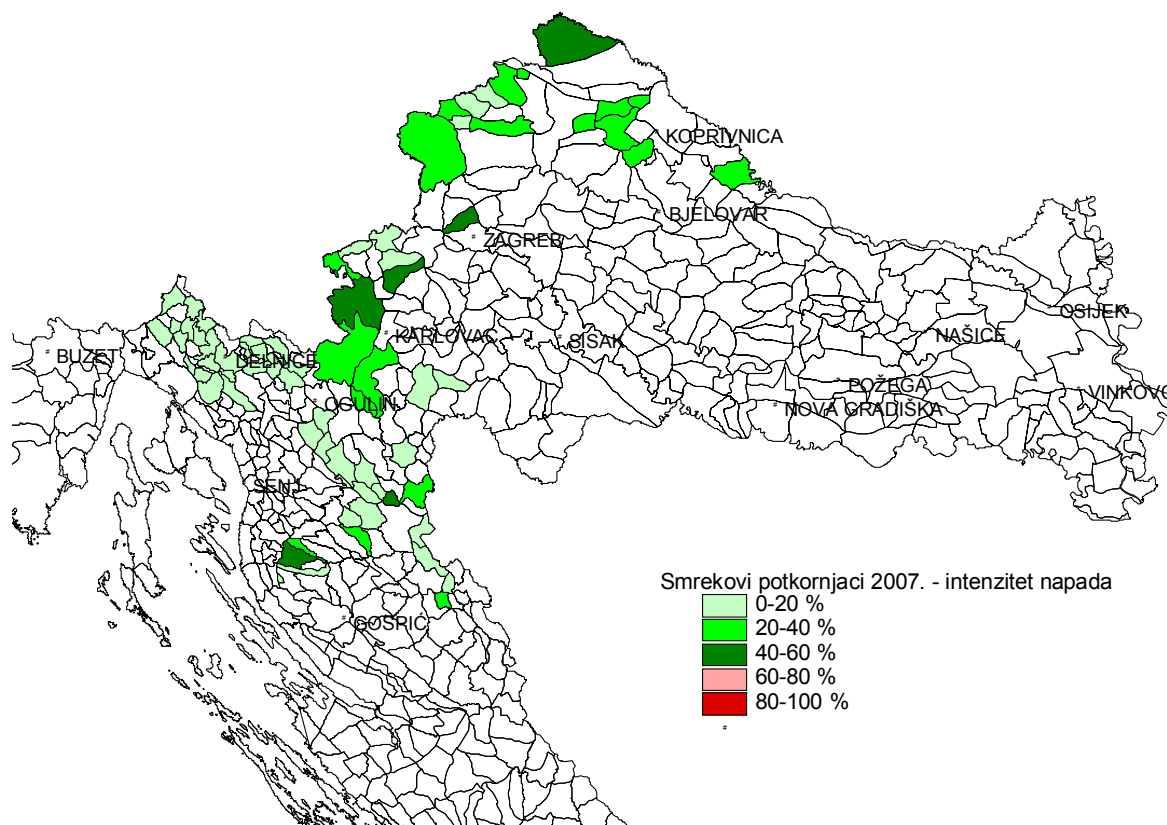 KOPRIVNICA
BJELOVAR
ZAGREB
OSIJEK
KARLOVAC
SISAK
NAŠICE
BUZET
DELNICE
POŽEGA
VINKOVC
OGULIN
NOVA GRADIŠKA
SENJ
Smrekovi potkornjaci 2007. - intenzitet napada
0-20 %
20-40 %
40-60 %
60-80 %
80-100 %
GOSPIĆ